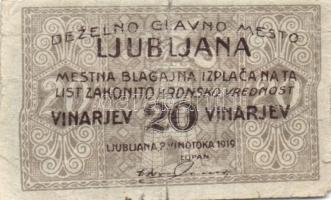 DEŽELNO GLAVNO MESTO
LJUBLJANA
MESTNA BLAGAJNA IZPLAČA NA TA
LIST ZAKONITO KRONSKO VREDNOST
VINARJEV 20 VINARJEV
LJUBLJANA, VINOTOKA 1919
ŽUPAN